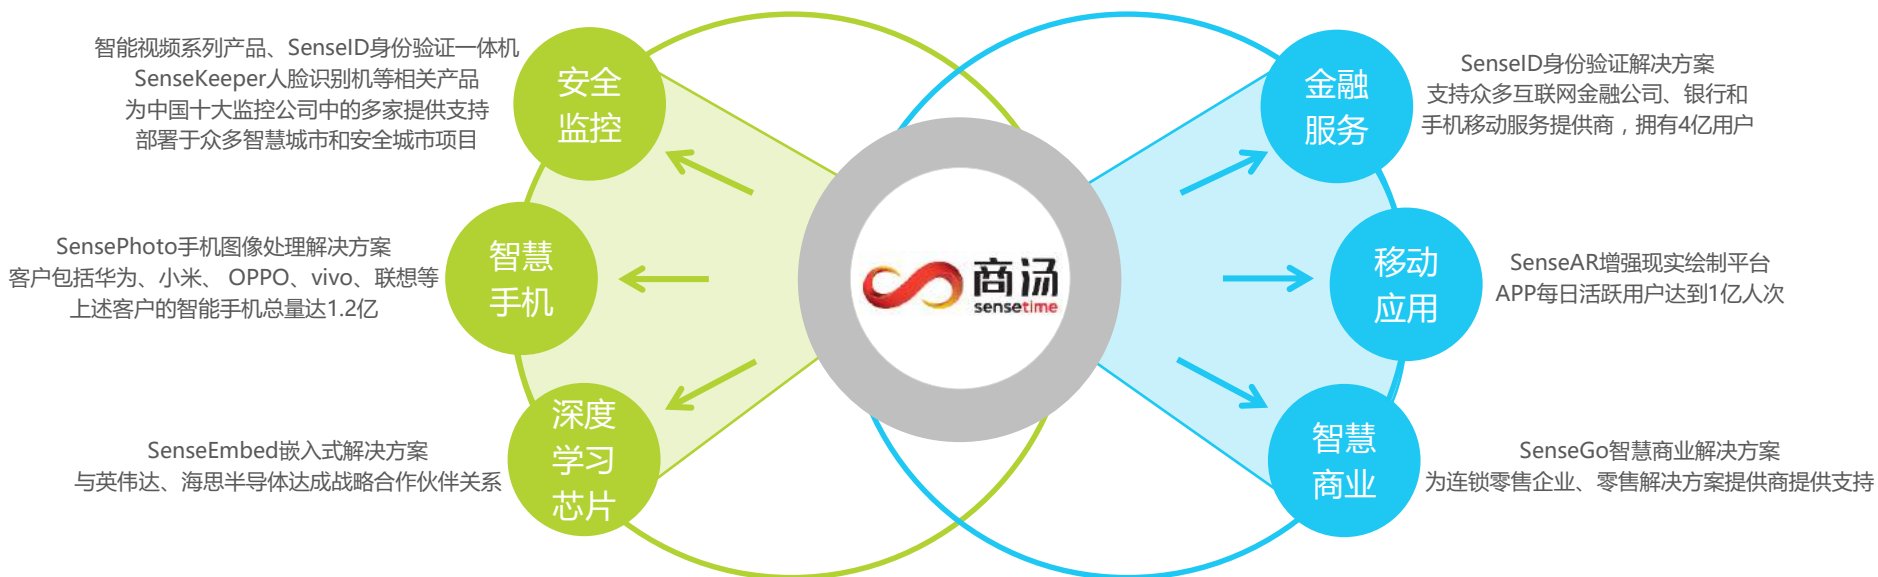 智能视频系列产品、SenseID身份验证一体机
SenseKeeper人脸识别机等相关产品
为中国十大监控公司中的多家提供支持
部署于众多智慧城市和安全城市项目
安全
监控
SensePhoto手机图像处理解决方案
客户包括华为、小米、 OPPO、vivo、联想等
上述客户的智能手机总量达1.2亿
智慧
手机
SenseEmbed嵌入式解决方案
与英伟达、海思半导体达成战略合作伙伴关系
深度
学习
芯片
商汤
sensetime
金融
服务
SenseID身份验证解决方案
支持众多互联网金融公司、银行和
手机移动服务提供商，拥有4亿用户
移动
应用
SenseAR增强现实绘制平台
APP每日活跃用户达到1亿人次
智慧
商业
SenseGo智慧商业解决方案
为连锁零售企业、零售解决方案提供商提供支持